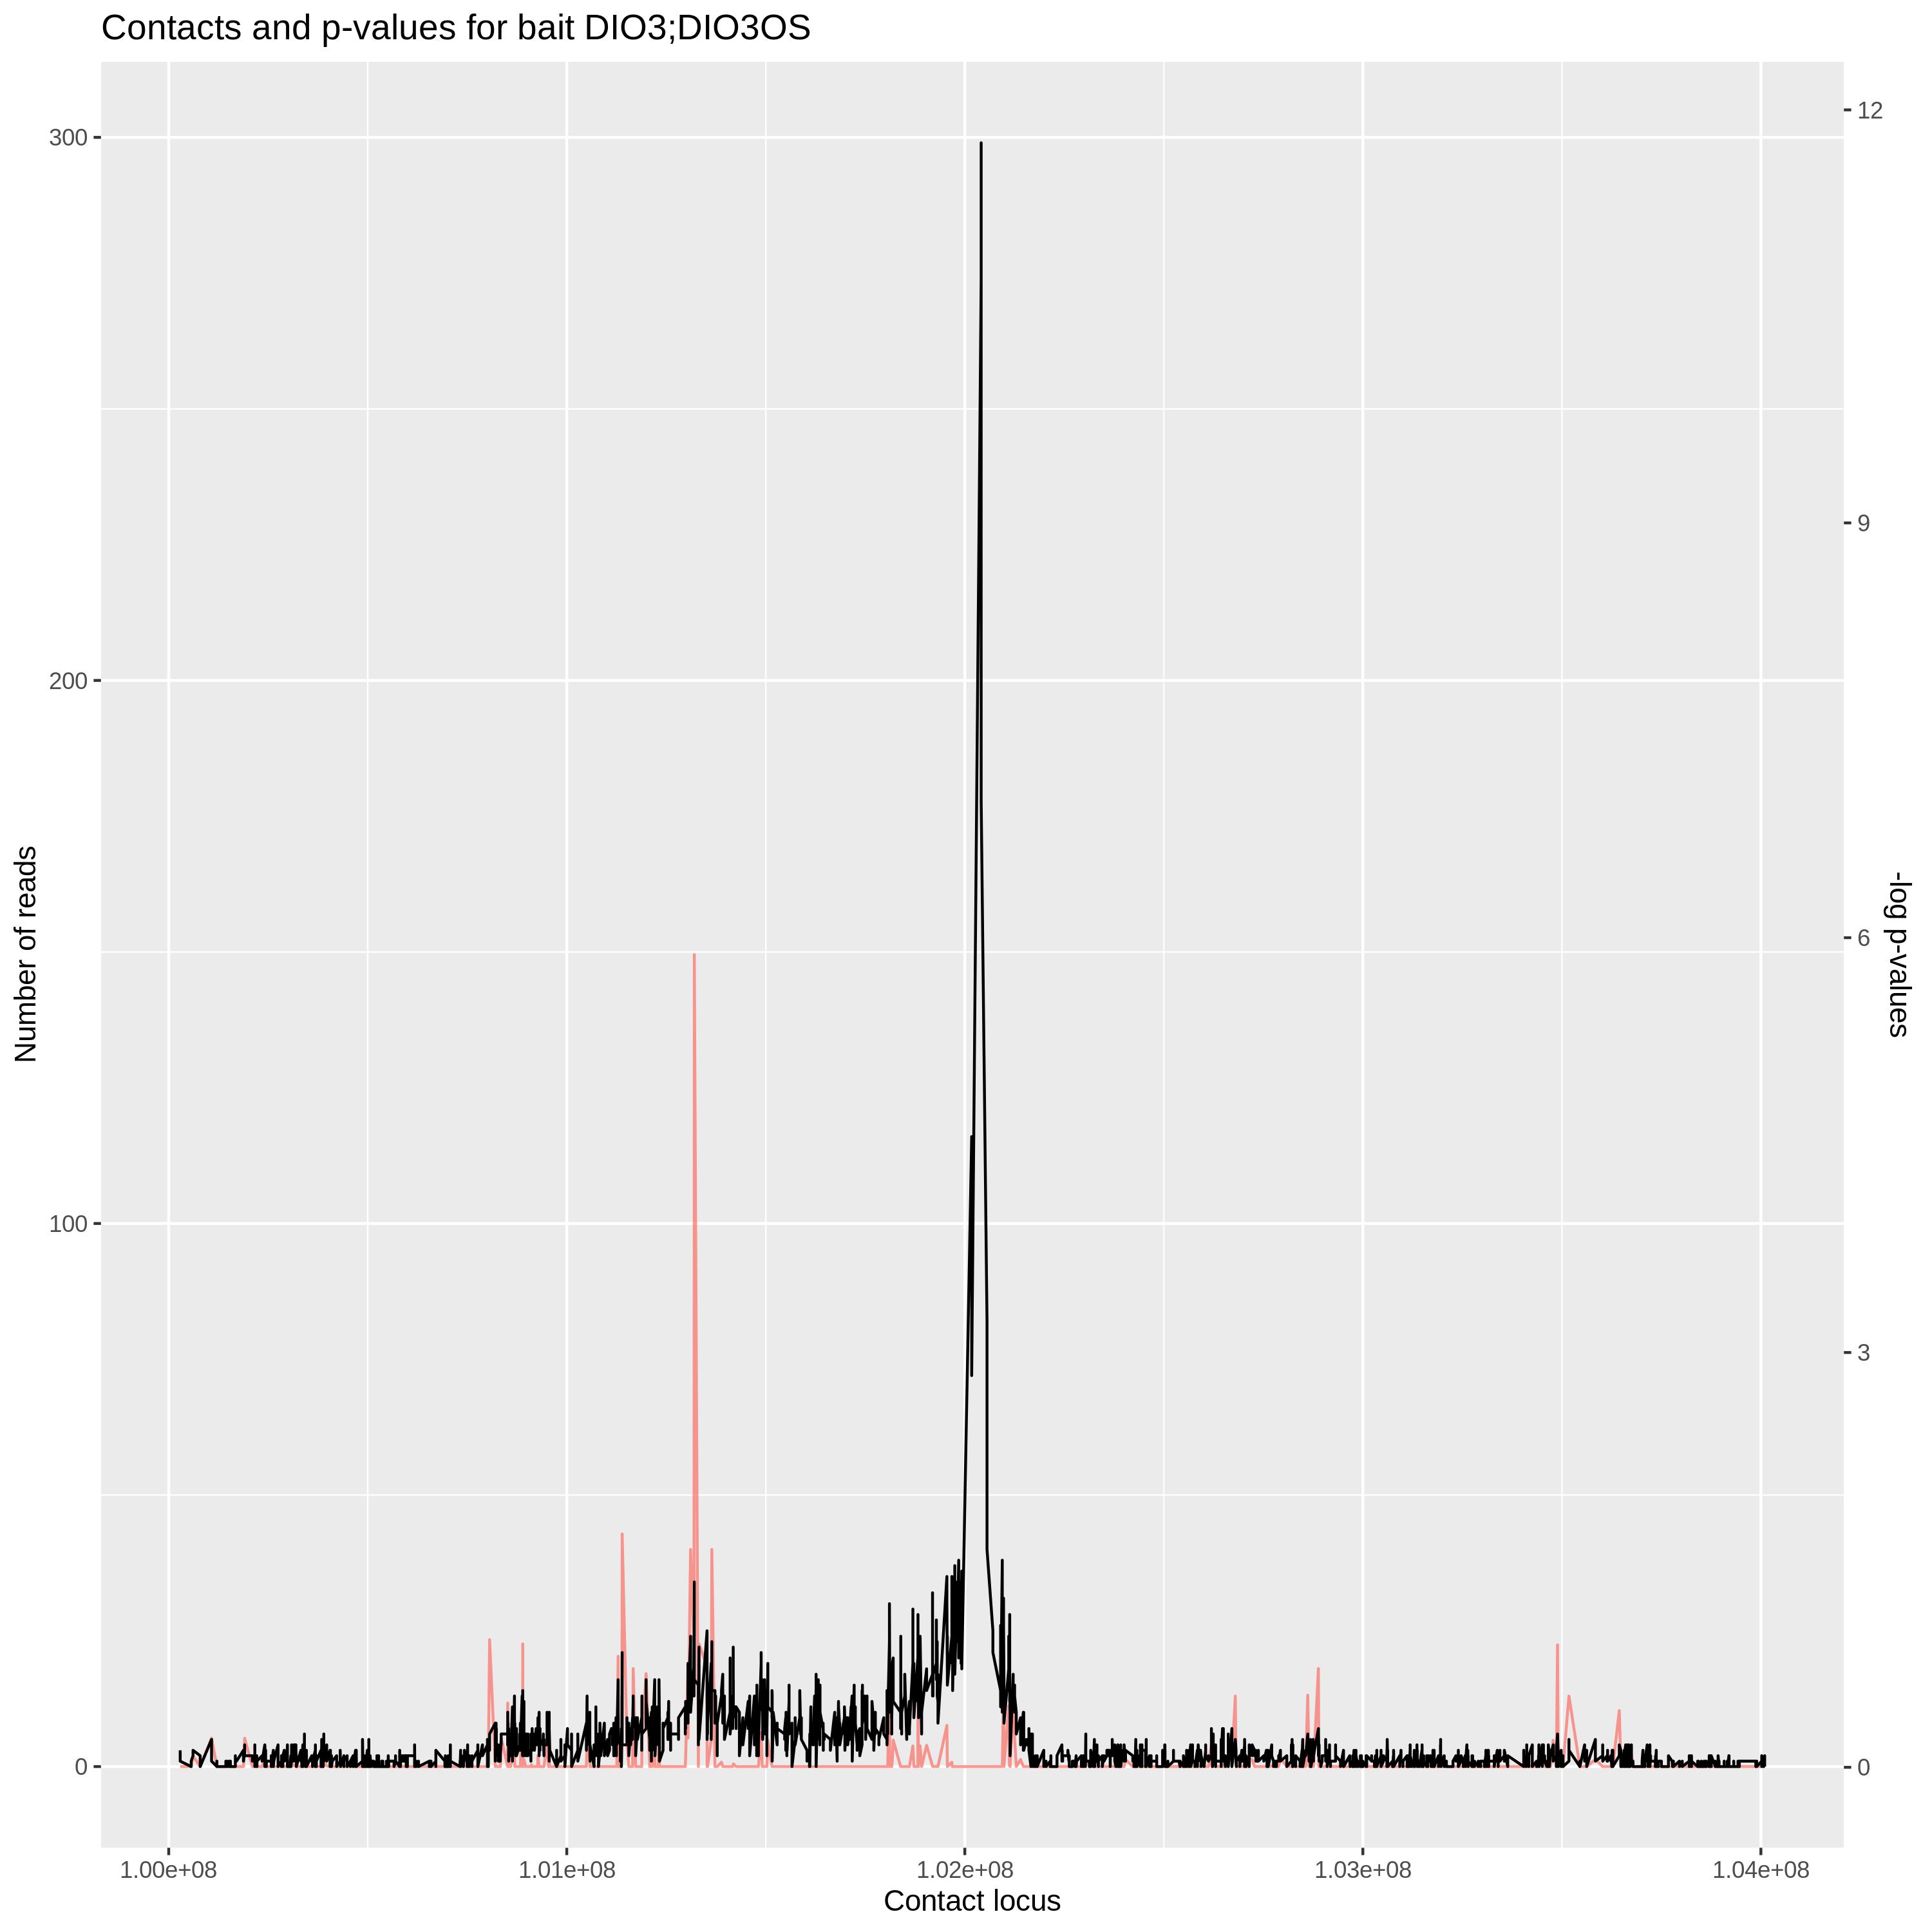 Contacts and p-values for bait DIO3;DIO3OS
300
200
100
0
Number of reads
12
9
6
3
0
-log p-values
1.00e+08
1.01e+08
1.02e+08
1.03e+08
1.04e+08
Contact locus